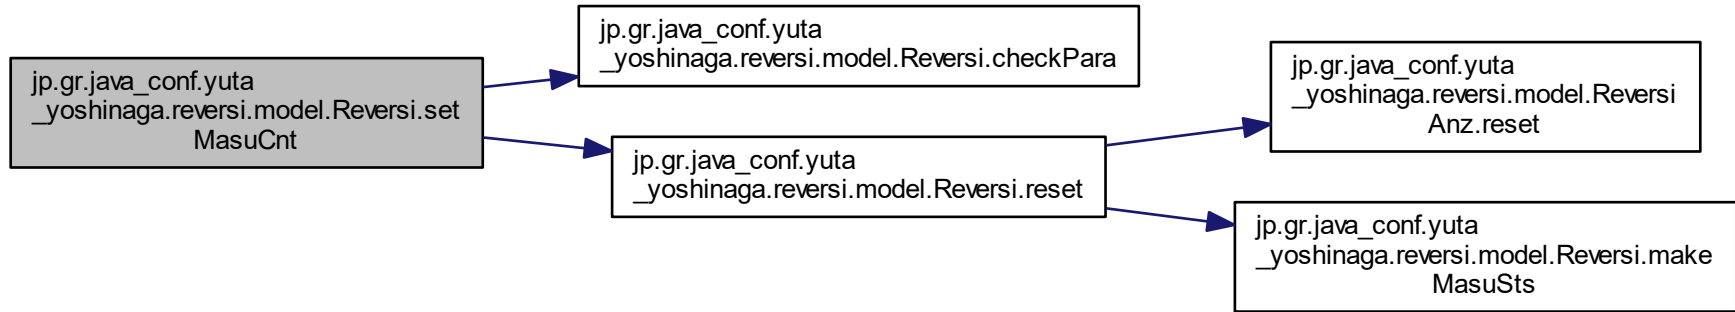 jp.gr.java_conf.yuta
_yoshinaga.reversi.model.Reversi.set
MasuCnt
jp.gr.java_conf.yuta
_yoshinaga.reversi.model.Reversi.checkPara
jp.gr.java_conf.yuta
_yoshinaga.reversi.model.Reversi.reset
jp.gr.java_conf.yuta
_yoshinaga.reversi.model.Reversi
Anz.reset
jp.gr.java_conf.yuta
_yoshinaga.reversi.model.Reversi.make
MasuSts